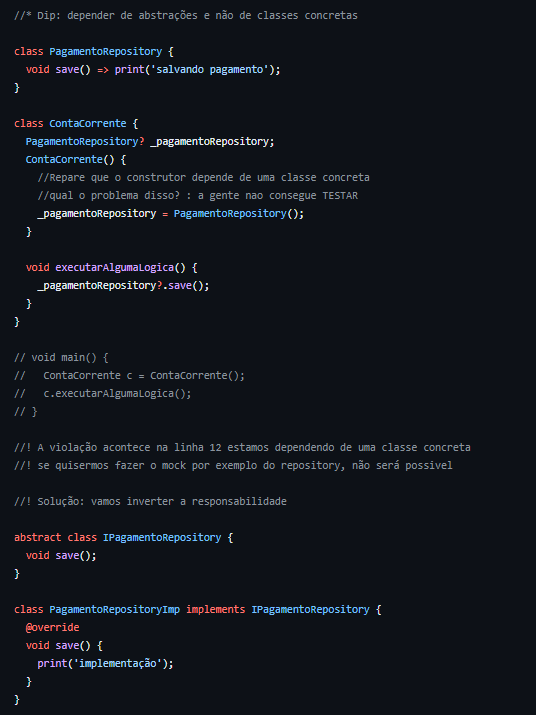 //* Dip: depender de abstrações e não de classes concretas
class PagamentoRepository {
void save() => print('salvando pagamento');
}
class ContaCorrente {
PagamentoRepository? _pagamentoRepository;
ContaCorrente() {
//Repare que o construtor depende de uma classe concreta
//qual o problema disso? : a gente nao consegue TESTAR
_pagamentoRepository = PagamentoRepository();
}
void executarAlgumaLogica() {
_pagamentoRepository?.save();
}
}
// void main() {
//   ContaCorrente c = ContaCorrente();
//   c.executarAlgumaLogica();
// }
//! A violação acontece na linha 12 estamos dependendo de uma classe concreta
//! se quisermos fazer o mock por exemplo do repository, não será possivel
//! Solução: vamos inverter a responsabilidade
abstract class IPagamentoRepository {
void save();
}
class PagamentoRepositoryImp implements IPagamentoRepository {
@override
void save() {
print('implementação');
}
}